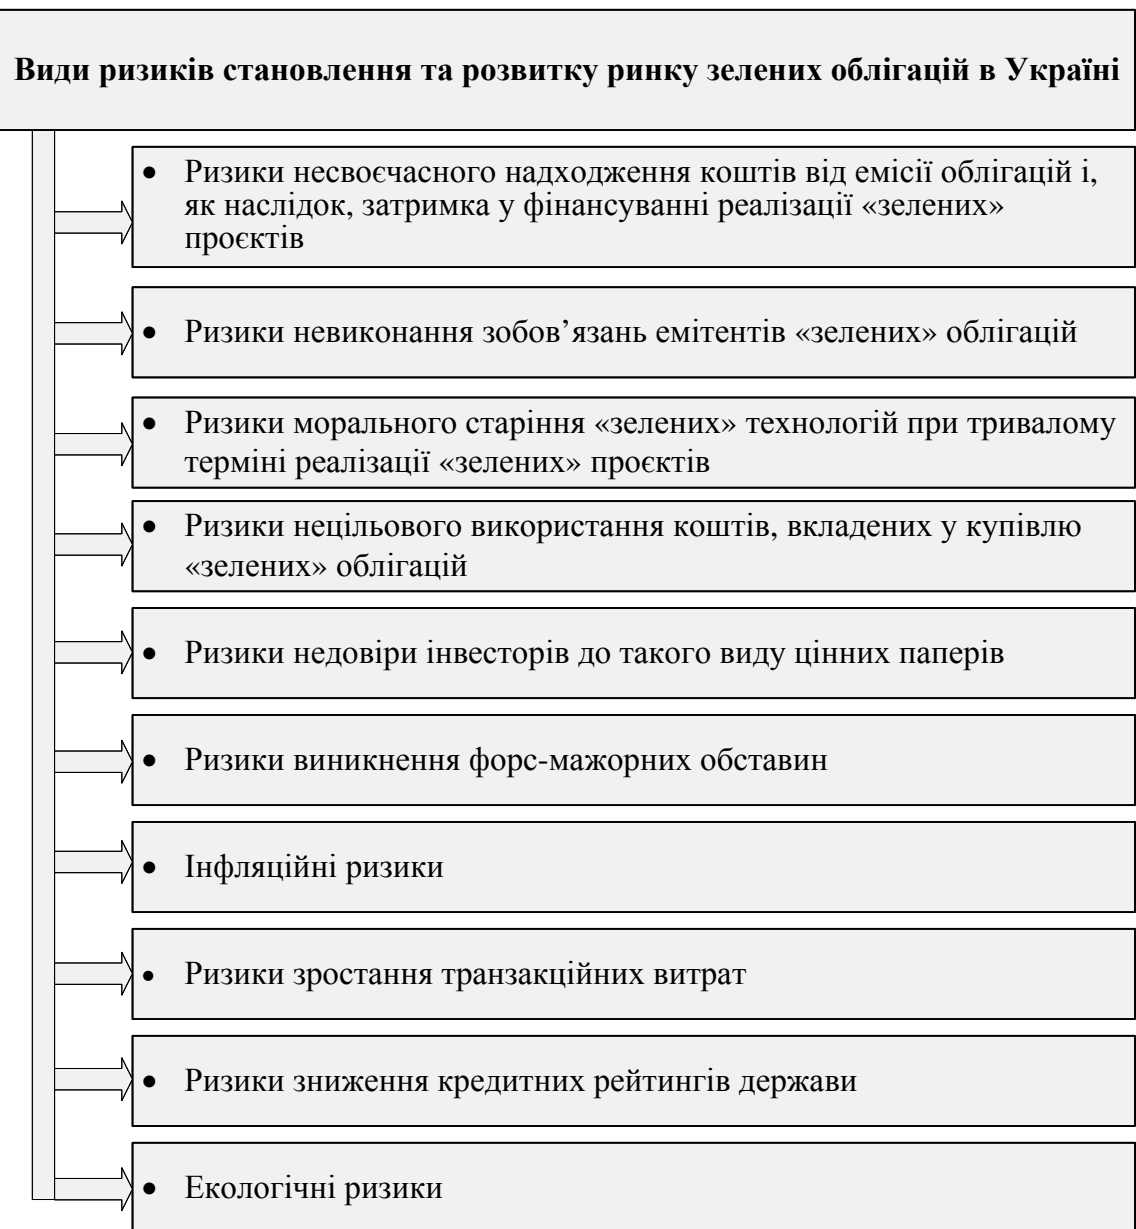 Види ризиків становлення та розвитку ринку зелених облігацій в Україні
• Ризики несвоєчасного надходження коштів від емісії облігацій і,
як наслідок, затримка у фінансуванні реалізації «зелених»
проєктів
• Ризики невиконання зобов’язань емітентів «зелених» облігацій
• Ризики морального старіння «зелених» технологій при тривалому
терміні реалізації «зелених» проєктів
• Ризики нецільового використання коштів, вкладених у купівлю
«зелених» облігацій
• Ризики недовіри інвесторів до такого виду цінних паперів
• Ризики виникнення форс-мажорних обставин
• Інфляційні ризики
• Ризики зростання транзакційних витрат
• Ризики зниження кредитних рейтингів держави
• Екологічні ризики